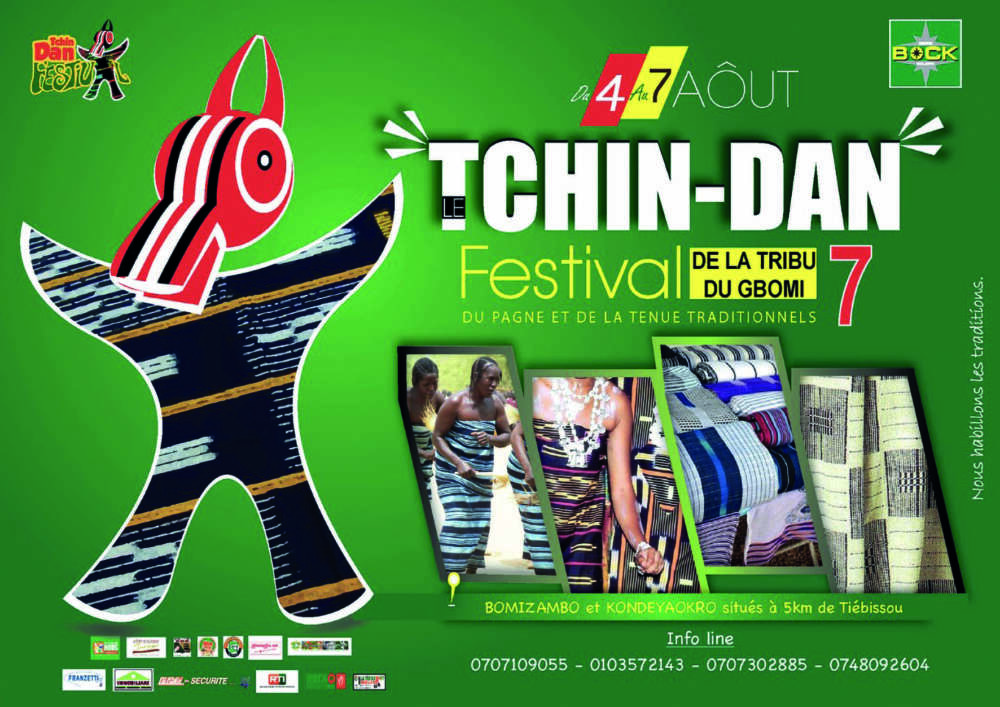 Tchin
Dan
FESTIVAL
BOCK
Du 4 Au 7 AOÛT
"LE TCHIN-DAN"
Festival DE LA TRIBU
DU GBOMI 7
DU PAGNE ET DE LA TENUE TRADITIONNELS
Nous habillons les traditions.
BOMIZAMBO et KONDEYAOKRO situés à 5km de Tiébissou
Info line
0707109055 - 0103572143 - 0707302885 - 0748092604
FRANZETTI
SECURITE
RTI